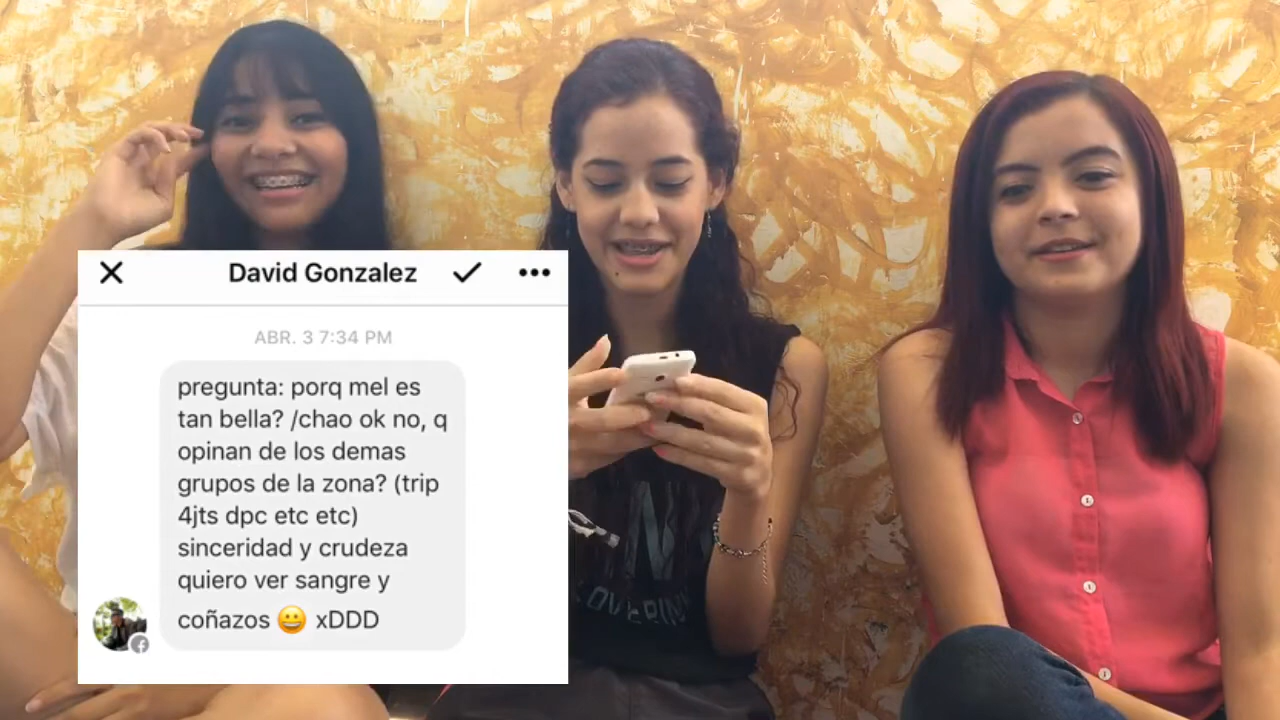 David Gonzalez
ABR. 3 7:34 PM
pregunta: porq mel es
tan bella? /chao ok no, q
opinan de los demas
grupos de la zona? (trip
4jts dpc etc etc)
sinceridad y crudeza
quiero ver sangre y
coñazos 😀 xDDD